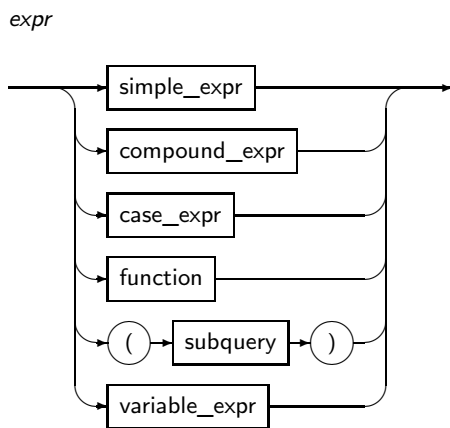 expr
simple_expr
compound_expr
case_expr
function
( subquery )
variable_expr